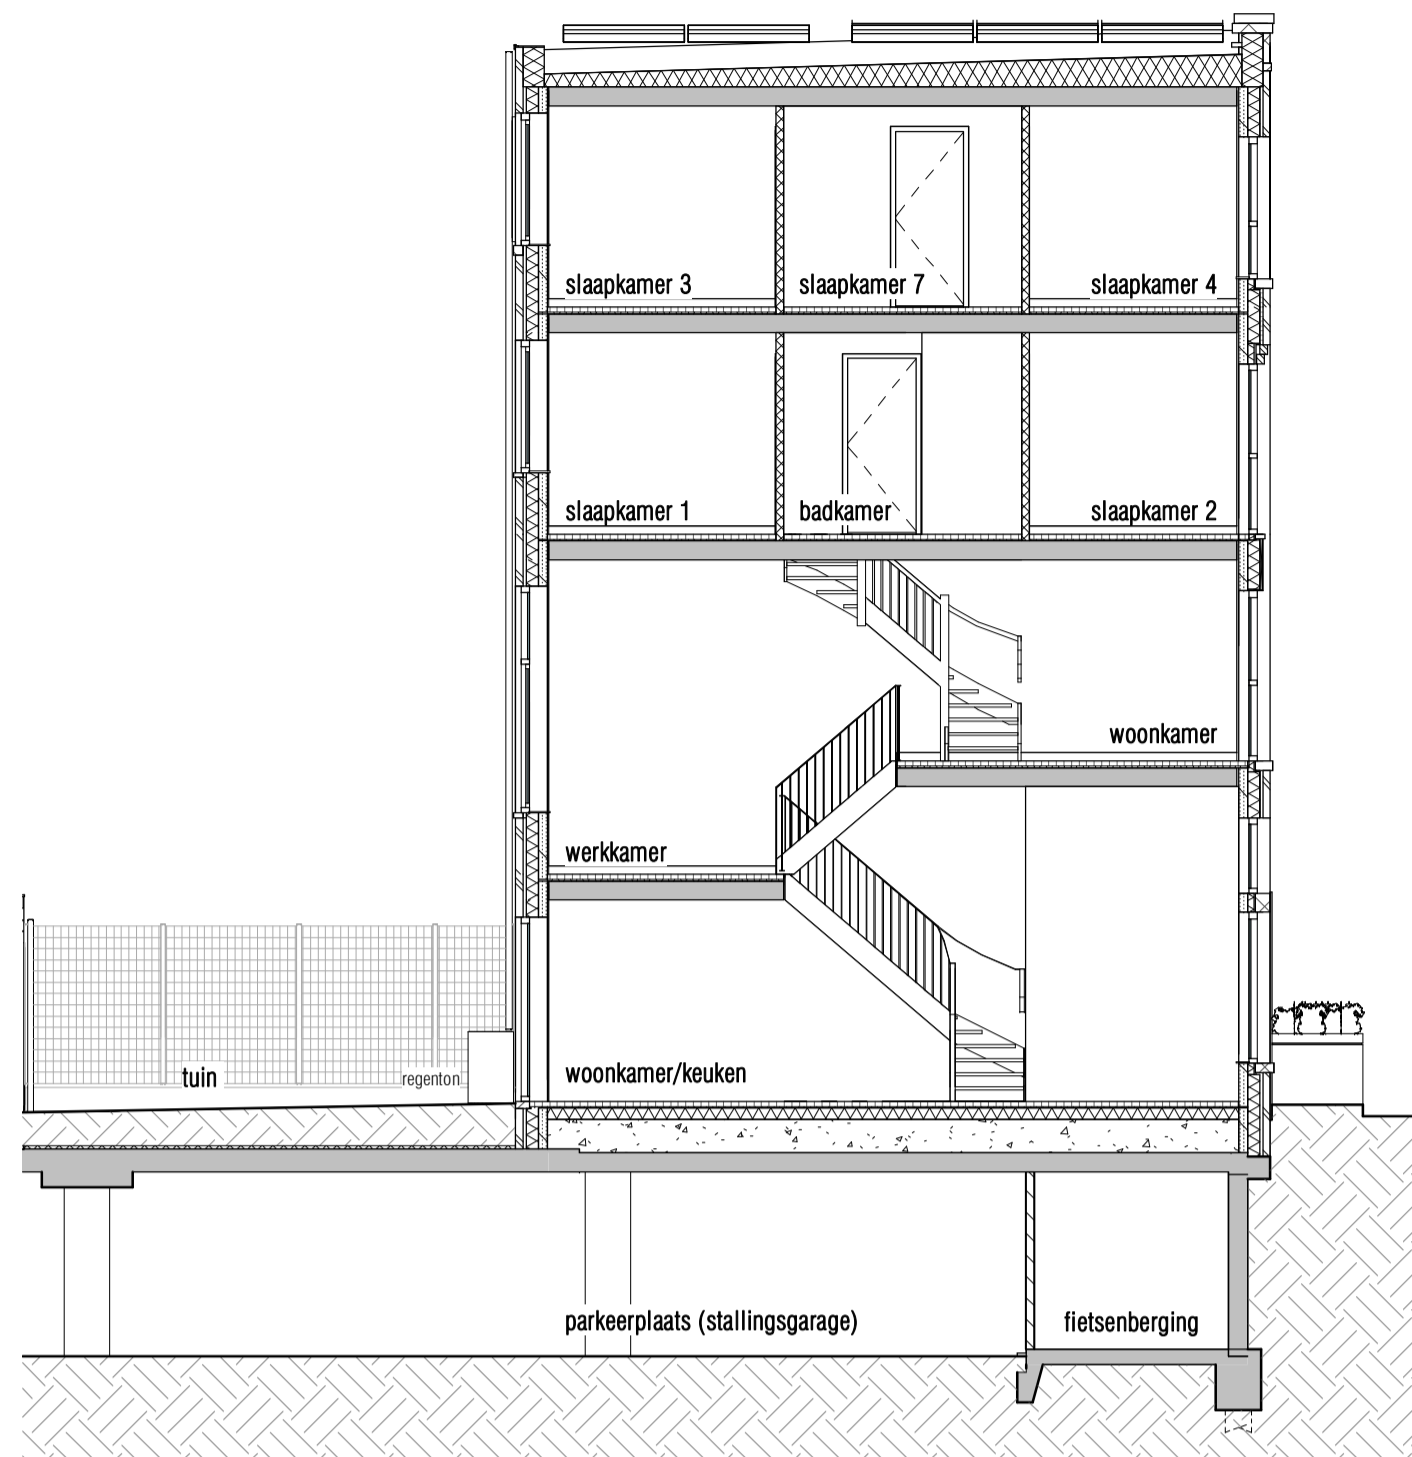 slaapkamer 3
slaapkamer 7
slaapkamer 4
slaapkamer 1
badkamer
slaapkamer 2
woonkamer
werkkamer
tuin
regenton
woonkamer/keuken
parkeerplaats (stallingsgarage)
fietsenberging